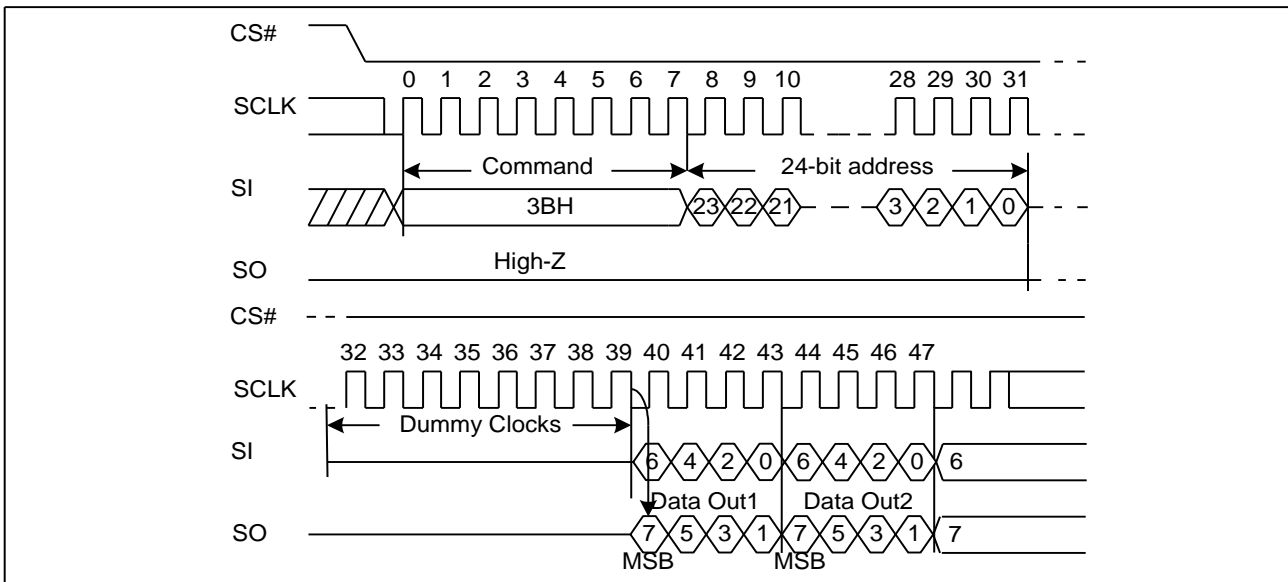 CS#
0 1 2 3 4 5 6 7 8 9 10 28 29 30 31
SCLK
Command 24-bit address
SI
3BH 23 22 21 3 2 1 0
High-Z
SO
CS#
32 33 34 35 36 37 38 39 40 41 42 43 44 45 46 47
SCLK
Dummy Clocks
SI
6 4 2 0 6 4 2 0 6
Data Out1 Data Out2
SO
7 5 3 1 7 5 3 1 7
MSB MSB